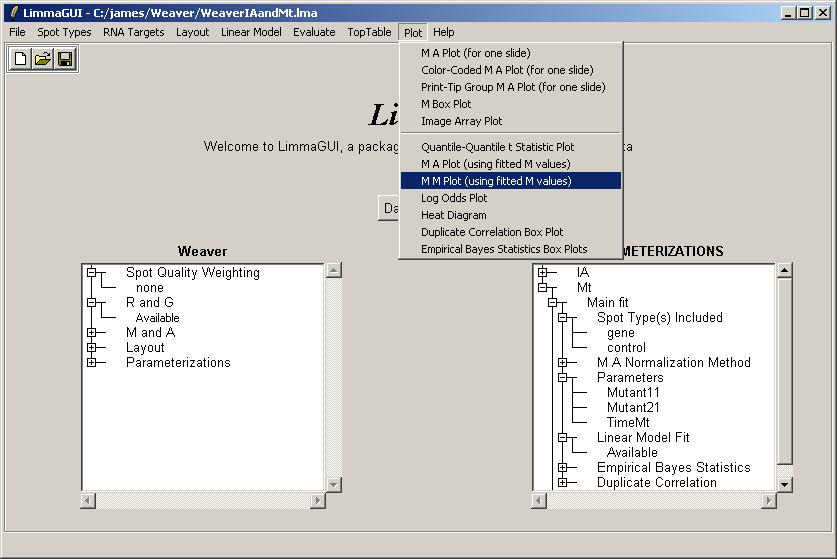 LimmaGUI - C:/james/Weaver/WeaverIAandMt.lma
File Spot Types RNA Targets Layout Linear Model Evaluate TopTable Plot Help
M A Plot (for one slide)
Color-Coded M A Plot (for one slide)
Print-Tip Group M A Plot (for one slide)
M Box Plot
Image Array Plot
Quantile-Quantile t Statistic Plot
M A Plot (using fitted M values)
M M Plot (using fitted M values)
Log Odds Plot
Heat Diagram
Duplicate Correlation Box Plot
Empirical Bayes Statistics Box Plots
Li
Welcome to LimmaGUI, a packag ta
Da
Weaver
Spot Quality Weighting
none
R and G
Available
M and A
Layout
Parameterizations
METERIZATIONS
IA
Mt
Main fit
Spot Type(s) Included
gene
control
M A Normalization Method
Parameters
Mutant11
Mutant21
TimeMt
Linear Model Fit
Available
Empirical Bayes Statistics
Duplicate Correlation